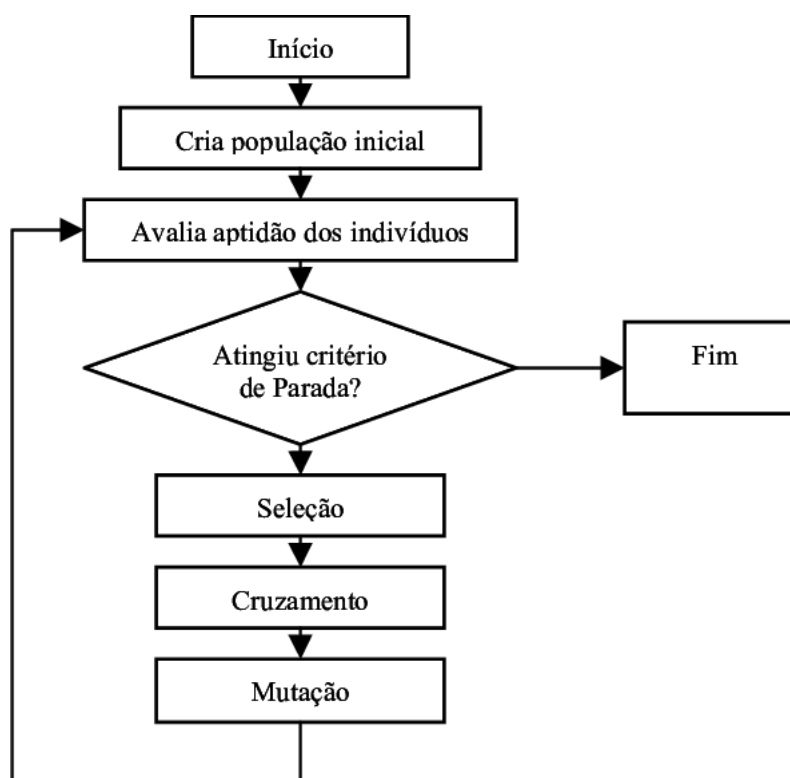 Início
Cria população inicial
Avalia aptidão dos indivíduos
Atingiu critério
de Parada?
Fim
Seleção
Cruzamento
Mutação